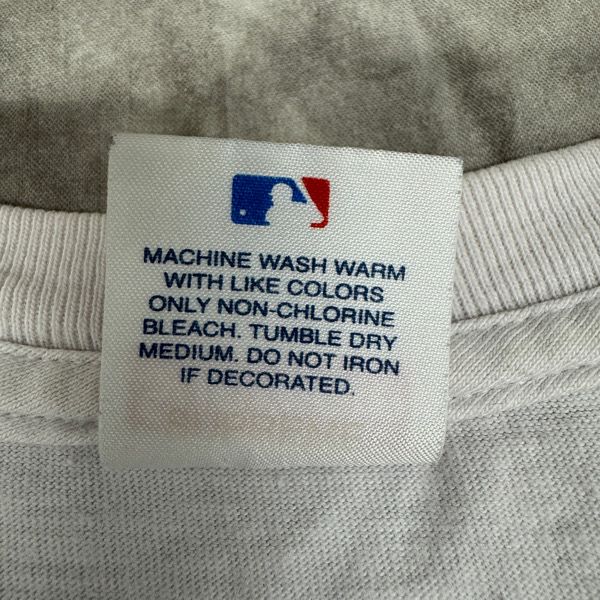 MACHINE WASH WARM
WITH LIKE COLORS
ONLY NON-CHLORINE
BLEACH. TUMBLE DRY
MEDIUM. DO NOT IRON
IF DECORATED.